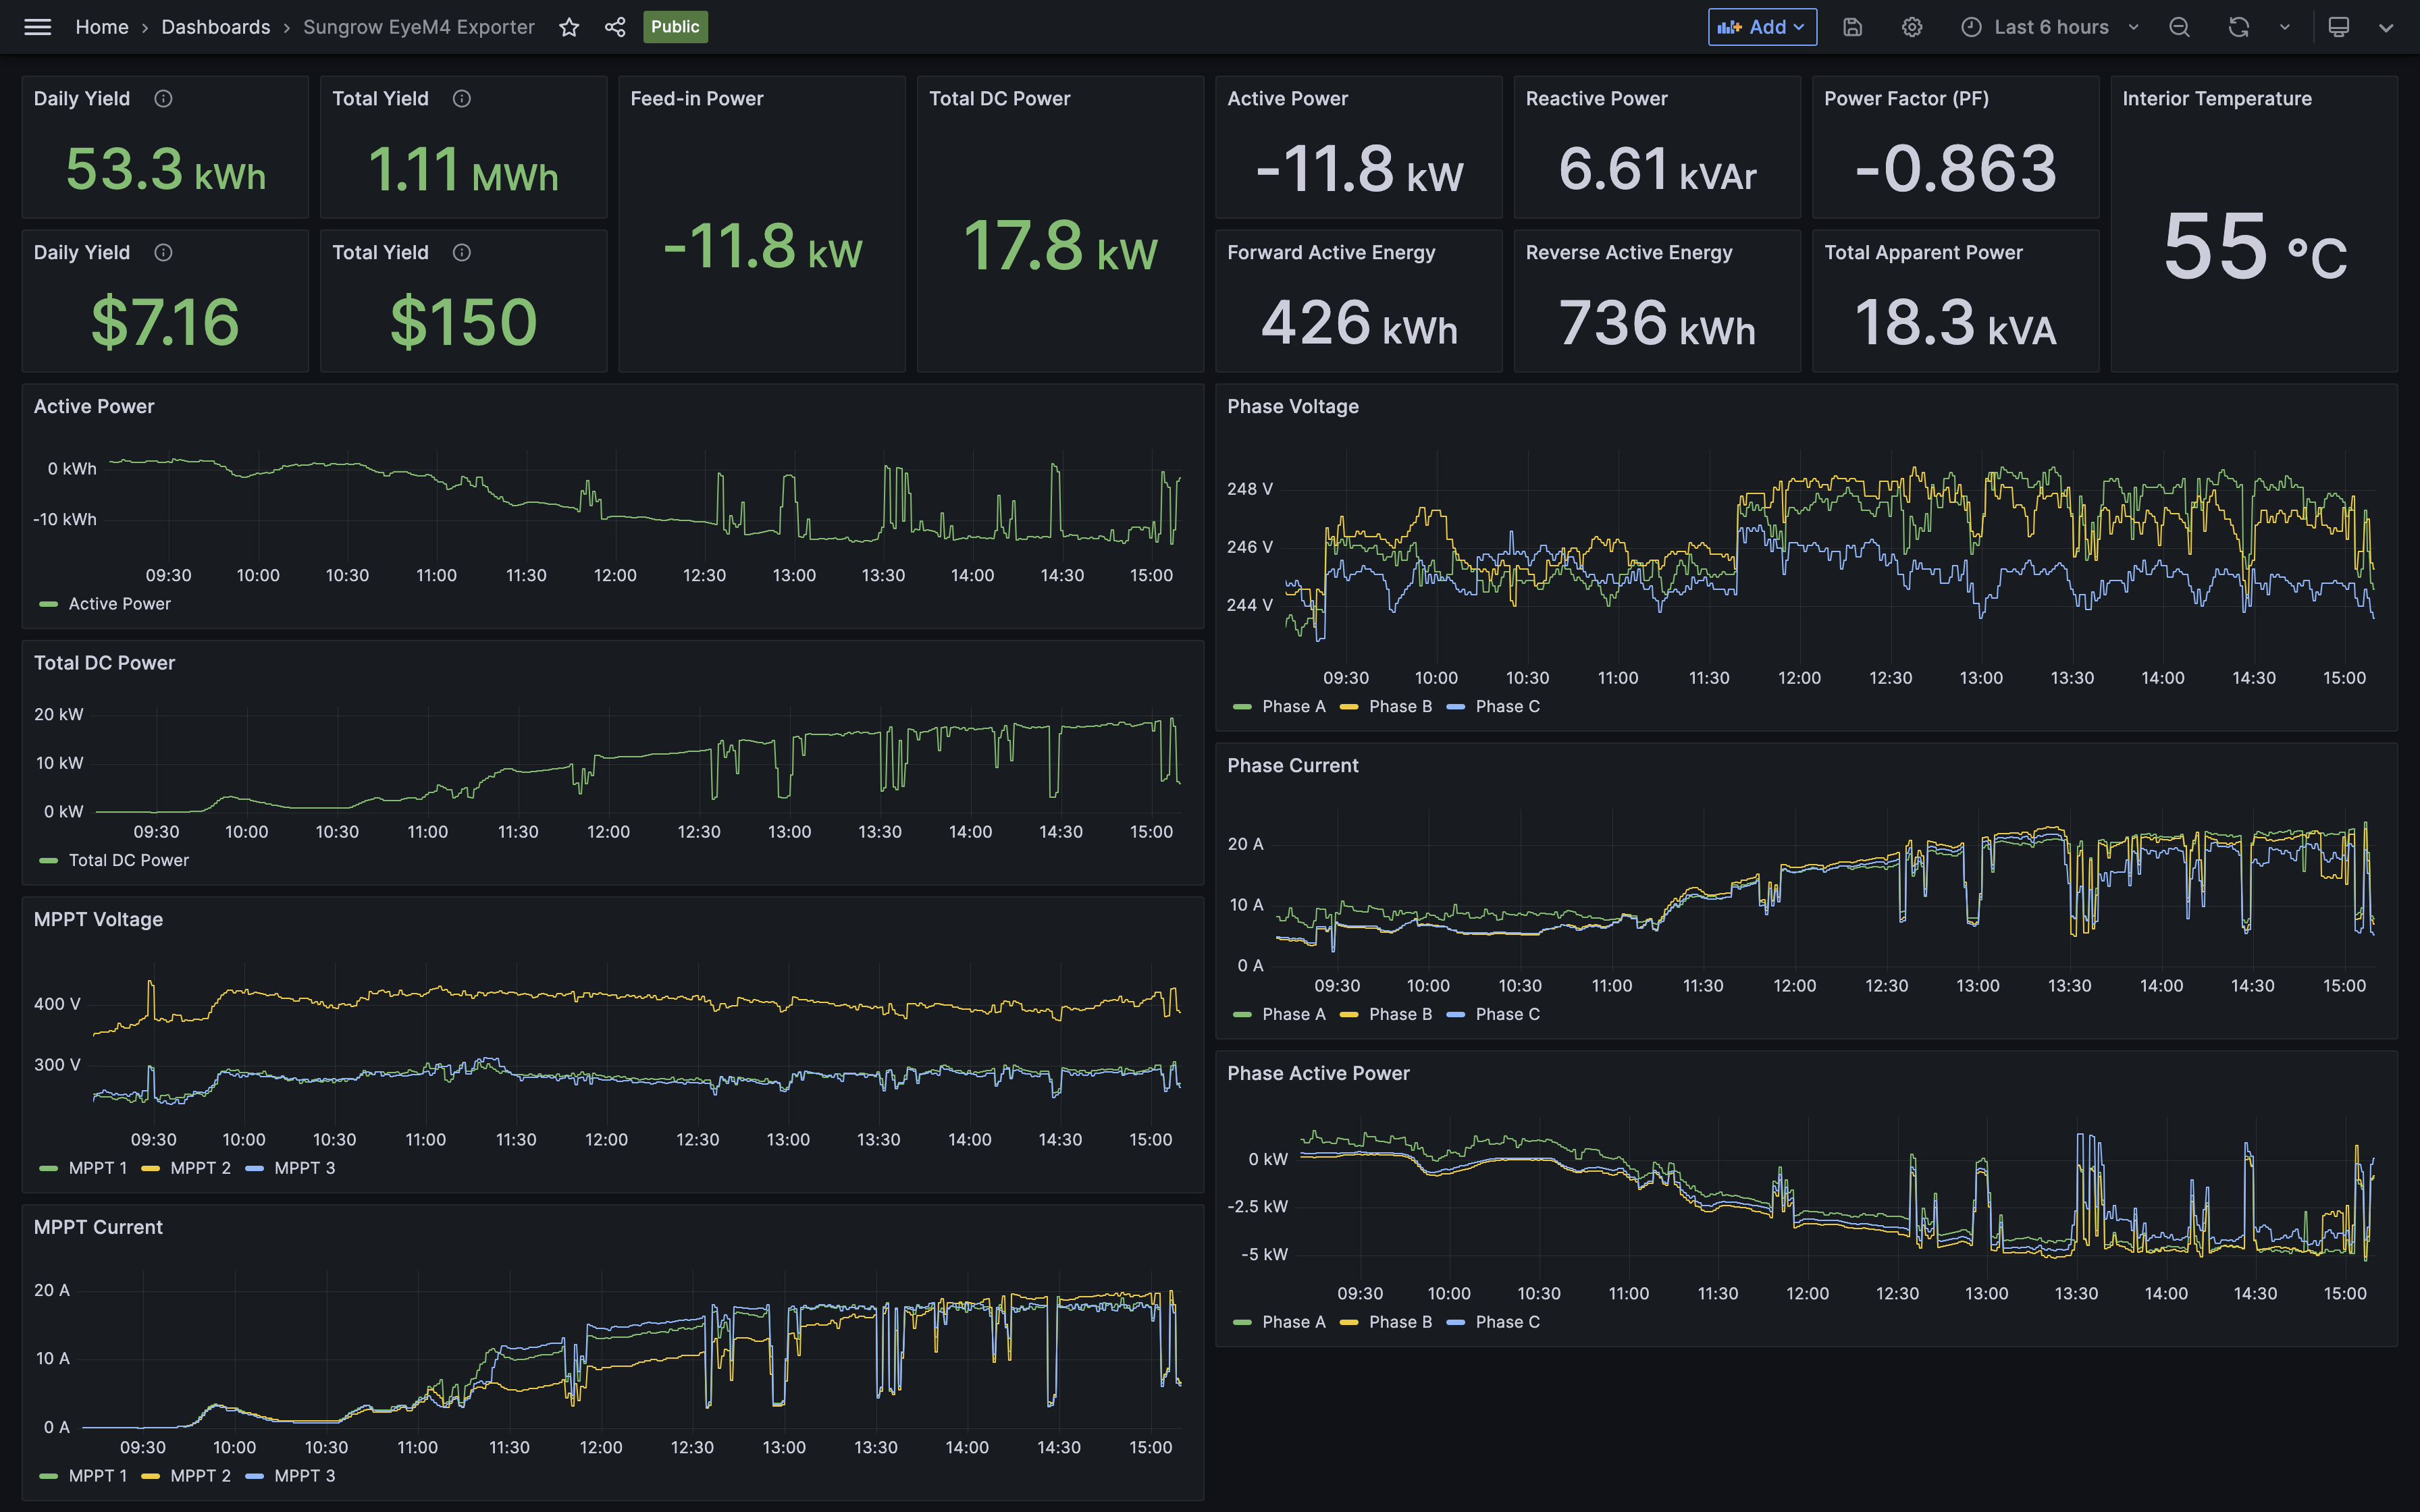 Home › Dashboards › Sungrow EyeM4 Exporter Public Add Last 6 hours
Daily Yield
53.3 kWh
Total Yield
1.11 MWh
Daily Yield
$7.16
Total Yield
$150
Feed-in Power
-11.8 kW
Total DC Power
17.8 kW
Active Power
-11.8 kW
Reactive Power
6.61 kVAr
Power Factor (PF)
-0.863
Forward Active Energy
426 kWh
Reverse Active Energy
736 kWh
Total Apparent Power
18.3 kVA
Interior Temperature
55 °C
Active Power
0 kWh
-10 kWh
09:30 10:00 10:30 11:00 11:30 12:00 12:30 13:00 13:30 14:00 14:30 15:00
Active Power
Total DC Power
20 kW
10 kW
0 kW
09:30 10:00 10:30 11:00 11:30 12:00 12:30 13:00 13:30 14:00 14:30 15:00
Total DC Power
MPPT Voltage
400 V
300 V
09:30 10:00 10:30 11:00 11:30 12:00 12:30 13:00 13:30 14:00 14:30 15:00
MPPT 1 MPPT 2 MPPT 3
MPPT Current
20 A
10 A
0 A
09:30 10:00 10:30 11:00 11:30 12:00 12:30 13:00 13:30 14:00 14:30 15:00
MPPT 1 MPPT 2 MPPT 3
Phase Voltage
248 V
246 V
244 V
09:30 10:00 10:30 11:00 11:30 12:00 12:30 13:00 13:30 14:00 14:30 15:00
Phase A Phase B Phase C
Phase Current
20 A
10 A
0 A
09:30 10:00 10:30 11:00 11:30 12:00 12:30 13:00 13:30 14:00 14:30 15:00
Phase A Phase B Phase C
Phase Active Power
0 kW
-2.5 kW
-5 kW
09:30 10:00 10:30 11:00 11:30 12:00 12:30 13:00 13:30 14:00 14:30 15:00
Phase A Phase B Phase C